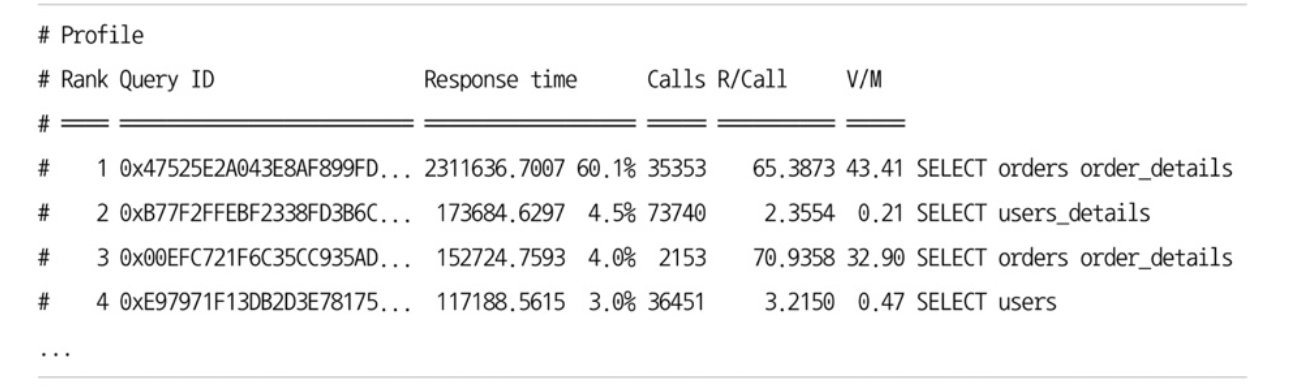 # Profile
# Rank Query ID Response time Calls R/Call V/M
# ==== ========================= ================== ===== ========== =====
# 1 0x47525E2A043E8AF899FD... 2311636.7007 60.1% 35353 65.3873 43.41 SELECT orders order_details
# 2 0xB77F2FFEBF2338FD3B6C... 173684.6297 4.5% 73740 2.3554 0.21 SELECT users_details
# 3 0x00EFC721F6C35CC935AD... 152724.7593 4.0% 2153 70.9358 32.90 SELECT orders order_details
# 4 0xE97971F13DB2D3E78175... 117188.5615 3.0% 36451 3.2150 0.47 SELECT users
...